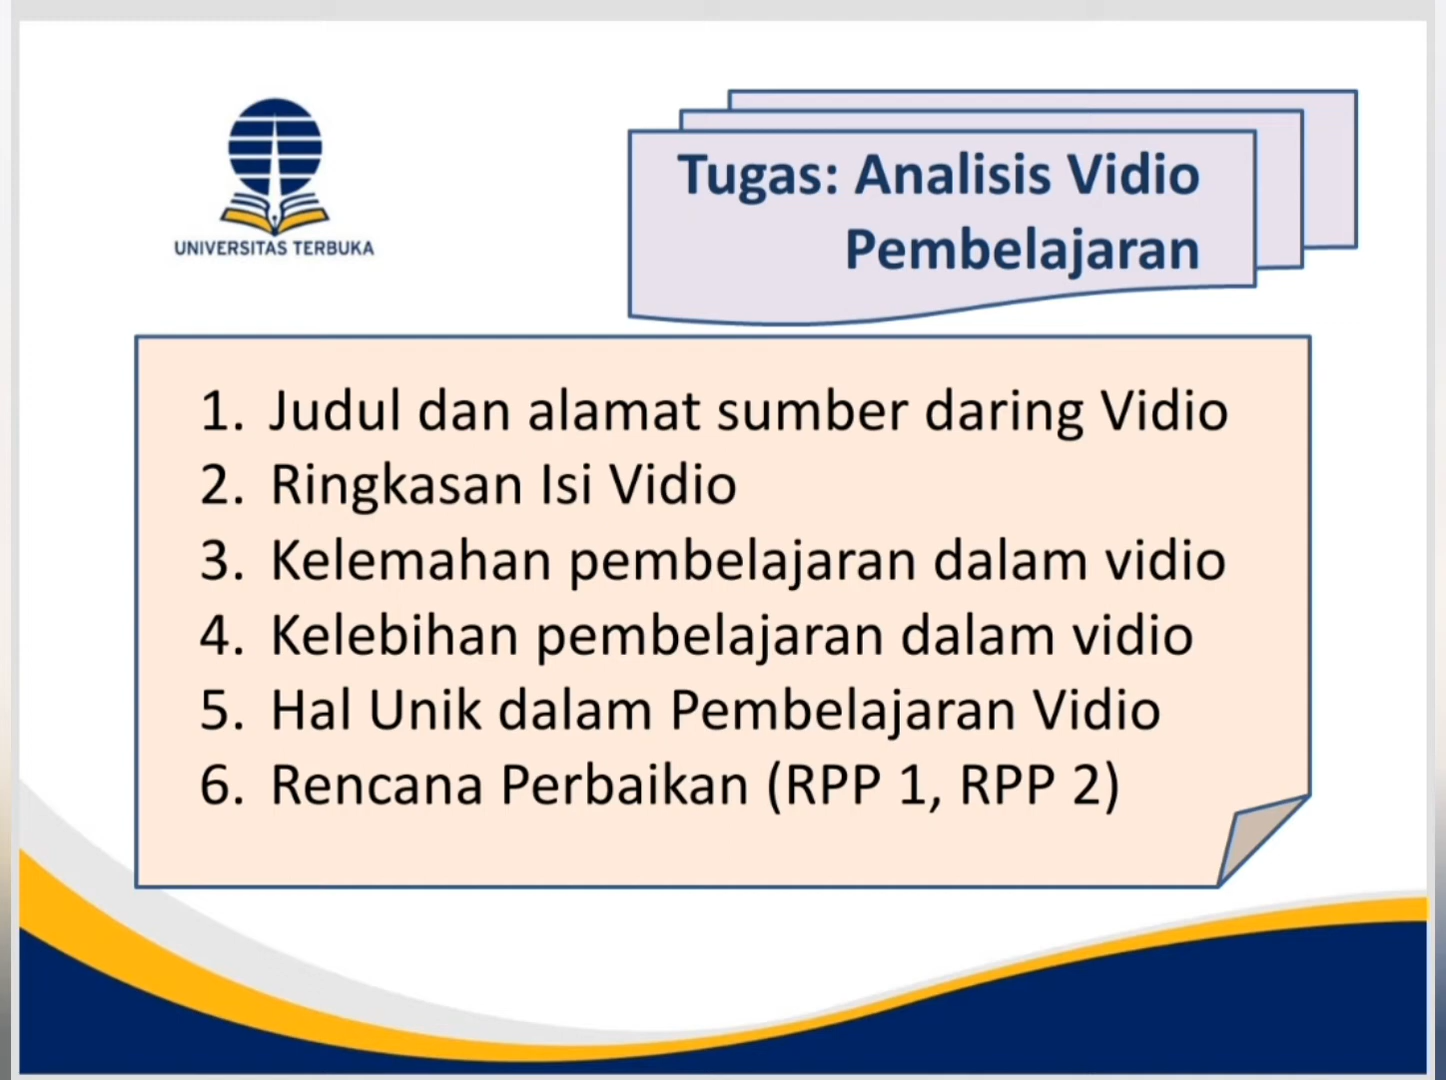 UNIVERSITAS TERBUKA
Tugas: Analisis Vidio
Pembelajaran
1. Judul dan alamat sumber daring Vidio
2. Ringkasan Isi Vidio
3. Kelemahan pembelajaran dalam vidio
4. Kelebihan pembelajaran dalam vidio
5. Hal Unik dalam Pembelajaran Vidio
6. Rencana Perbaikan (RPP 1, RPP 2)